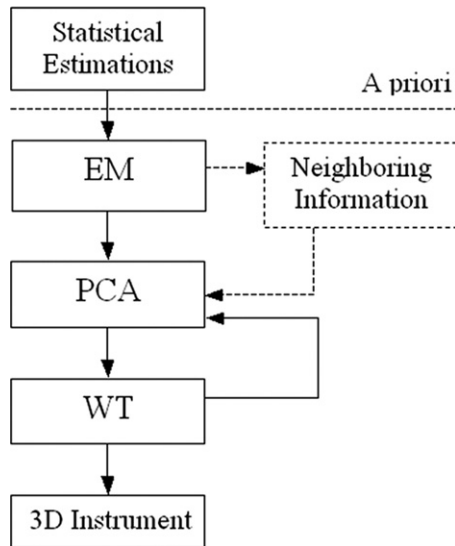 Statistical
Estimations
A priori
EM
Neighboring
Information
PCA
WT
3D Instrument